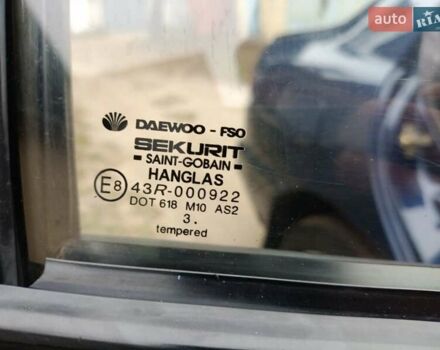 auto RIA
DAEWOO - FSO
SEKURIT
- SAINT-GOBAIN -
HANGLAS
E8 43R-000922
DOT 618 M10 AS2
3.
tempered